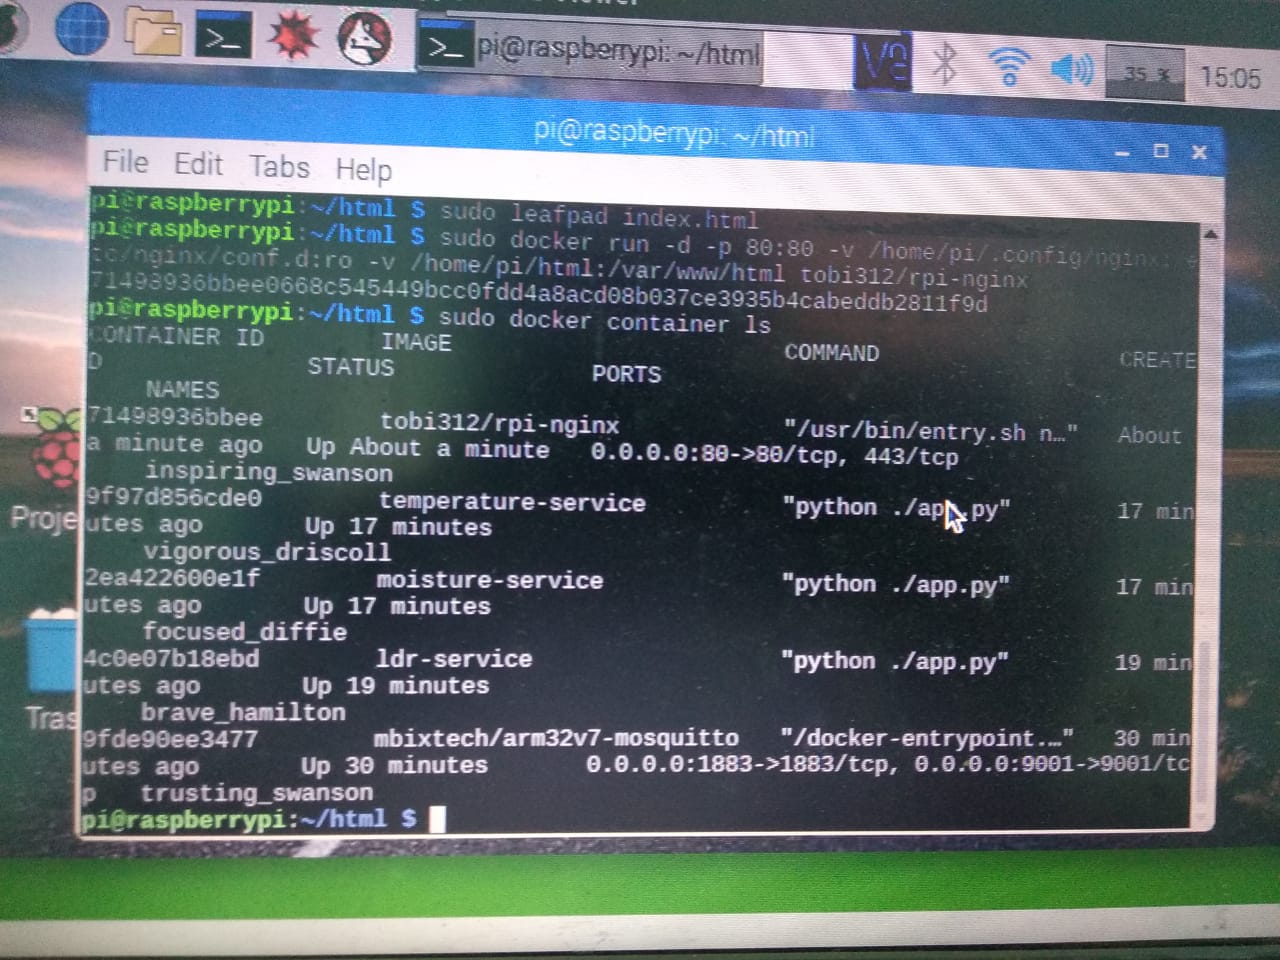 pi@raspberrypi: ~/html
35 %
15:05
pi@raspberrypi: ~/html
File Edit Tabs Help
pi@raspberrypi:~/html $ sudo leafpad index.html
pi@raspberrypi:~/html $ sudo docker run -d -p 80:80 -v /home/pi/.config/nginx: e
tc/nginx/conf.d:ro -v /home/pi/html:/var/www/html tobi312/rpi-nginx
71498936bbee0668c545449bcc0fdd4a8acd08b037ce3935b4cabeddb2811f9d
pi@raspberrypi:~/html $ sudo docker container ls
CONTAINER ID IMAGE COMMAND CREATE
D STATUS PORTS
NAMES
71498936bbee tobi312/rpi-nginx "/usr/bin/entry.sh n…" About
a minute ago Up About a minute 0.0.0.0:80->80/tcp, 443/tcp
inspiring_swanson
9f97d856cde0 temperature-service "python ./app.py" 17 min
utes ago Up 17 minutes
vigorous_driscoll
2ea422600e1f moisture-service "python ./app.py" 17 min
utes ago Up 17 minutes
focused_diffie
4c0e07b18ebd ldr-service "python ./app.py" 19 min
utes ago Up 19 minutes
brave_hamilton
9fde90ee3477 mbixtech/arm32v7-mosquitto "/docker-entrypoint.…" 30 min
utes ago Up 30 minutes 0.0.0.0:1883->1883/tcp, 0.0.0.0:9001->9001/tc
p trusting_swanson
pi@raspberrypi:~/html $
Proje
Tras